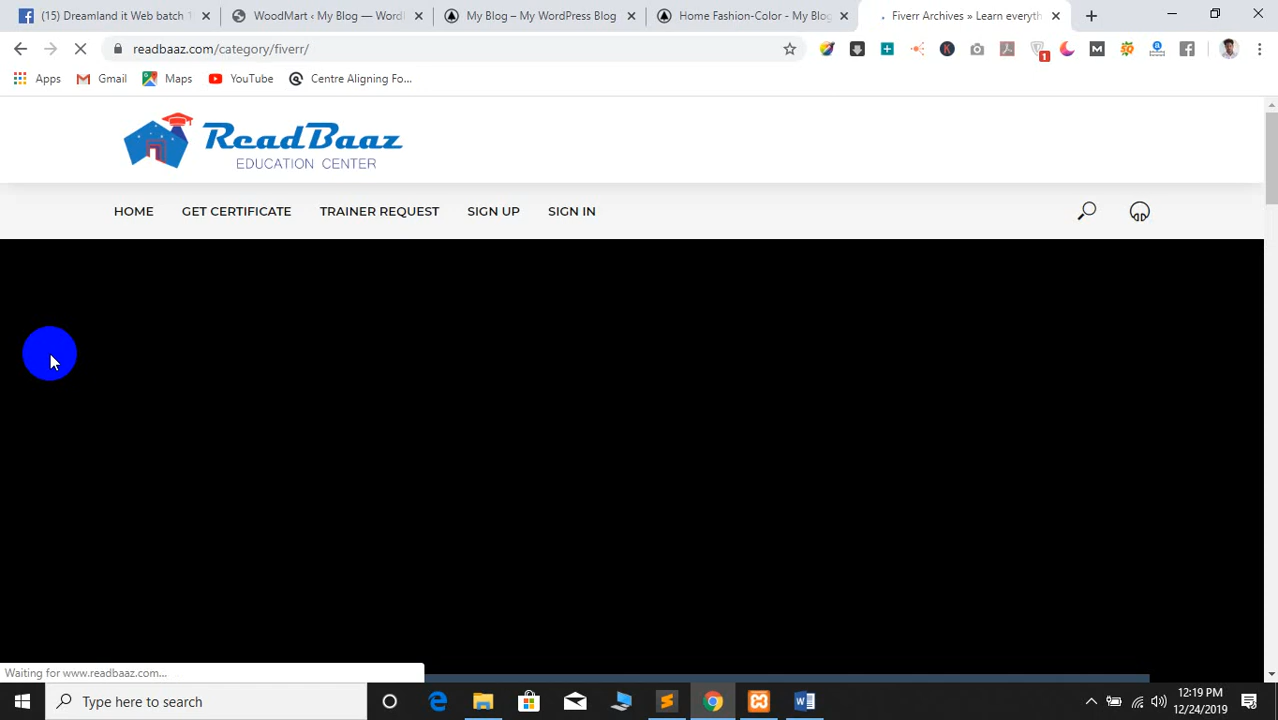 (15) Dreamland it Web batch 1
WoodMart ‹ My Blog — WordP
My Blog – My WordPress Blog
Home Fashion-Color - My Blog
Fiverr Archives » Learn everyth
readbaaz.com/category/fiverr/
1
Apps
Gmail
Maps
YouTube
Centre Aligning Fo...
ReadBaaz
EDUCATION CENTER
HOME
GET CERTIFICATE
TRAINER REQUEST
SIGN UP
SIGN IN
Waiting for www.readbaaz.com...
Type here to search
12:19 PM
12/24/2019